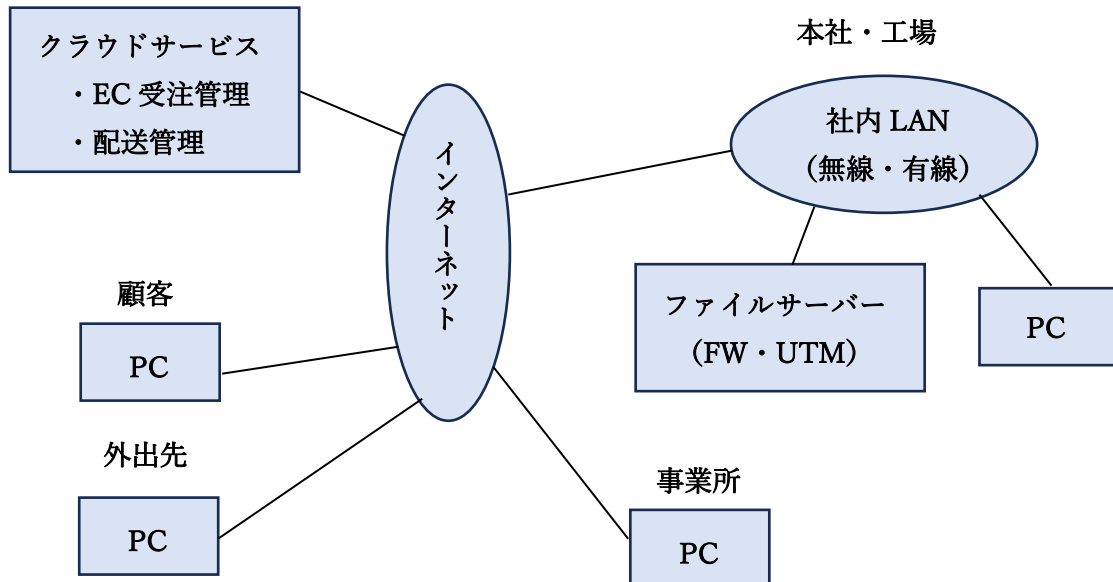 クラウドサービス
・EC 受注管理
・配送管理
本社・工場
社内 LAN
（無線・有線）
インターネット
ファイルサーバー
（FW・UTM）
PC
顧客
PC
外出先
PC
事業所
PC